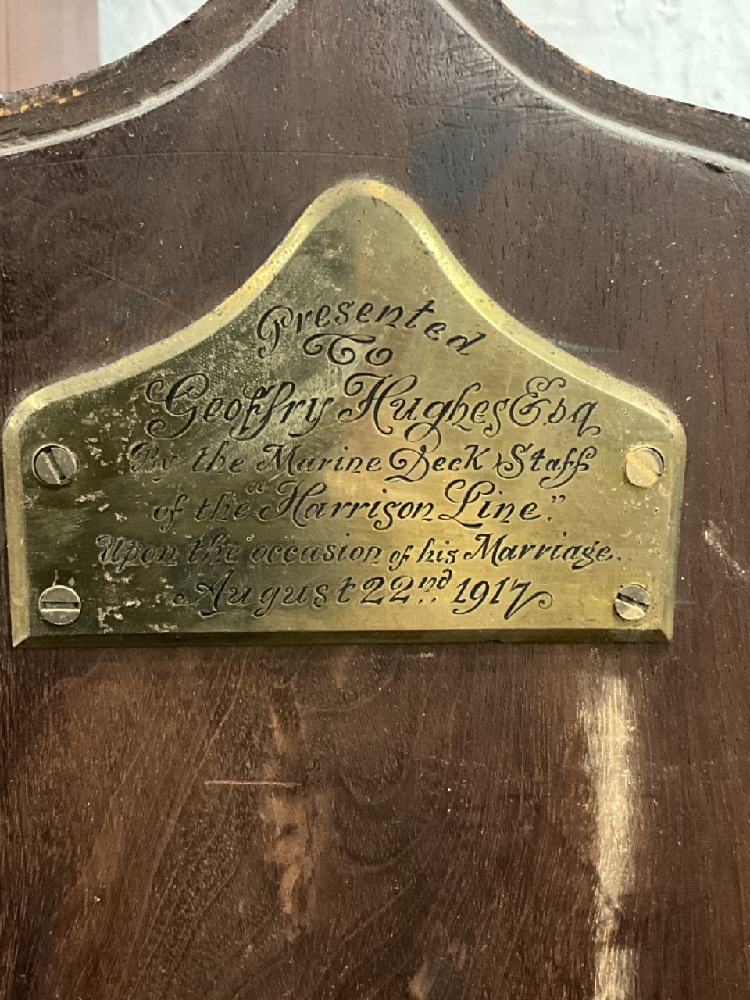 Presented
To
Geoffry Hughes Esq
By the Marine Deck Staff
of the "Harrison Line."
Upon the occasion of his Marriage.
August 22nd. 1917